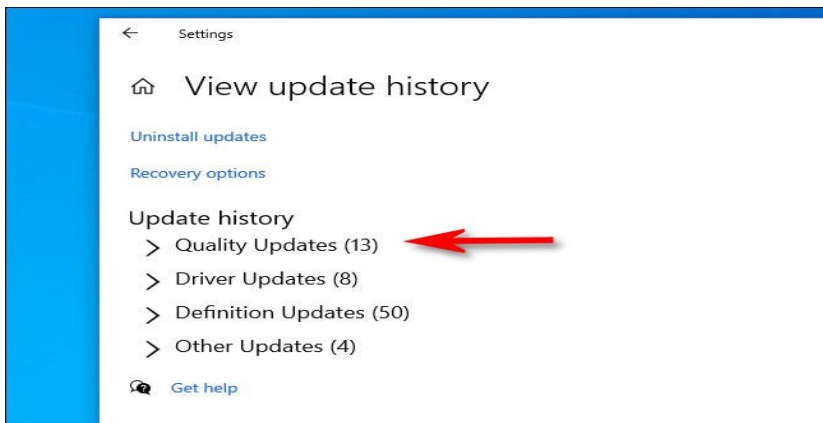 Settings
View update history
Uninstall updates
Recovery options
Update history
Quality Updates (13)
Driver Updates (8)
Definition Updates (50)
Other Updates (4)
Get help